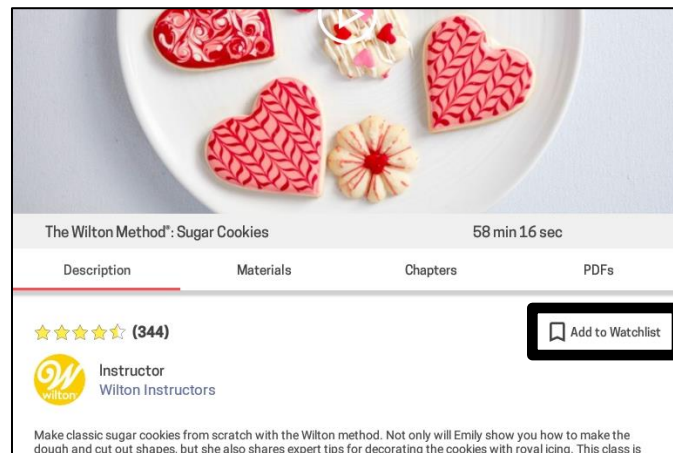 The Wilton Method®: Sugar Cookies
58 min 16 sec
Description
Materials
Chapters
PDFs
(344)
Add to Watchlist
Instructor
Wilton Instructors
W
wilton
Make classic sugar cookies from scratch with the Wilton method. Not only will Emily show you how to make the
dough and cut out shapes, but she also shares expert tips for decorating the cookies with royal icing. This class is